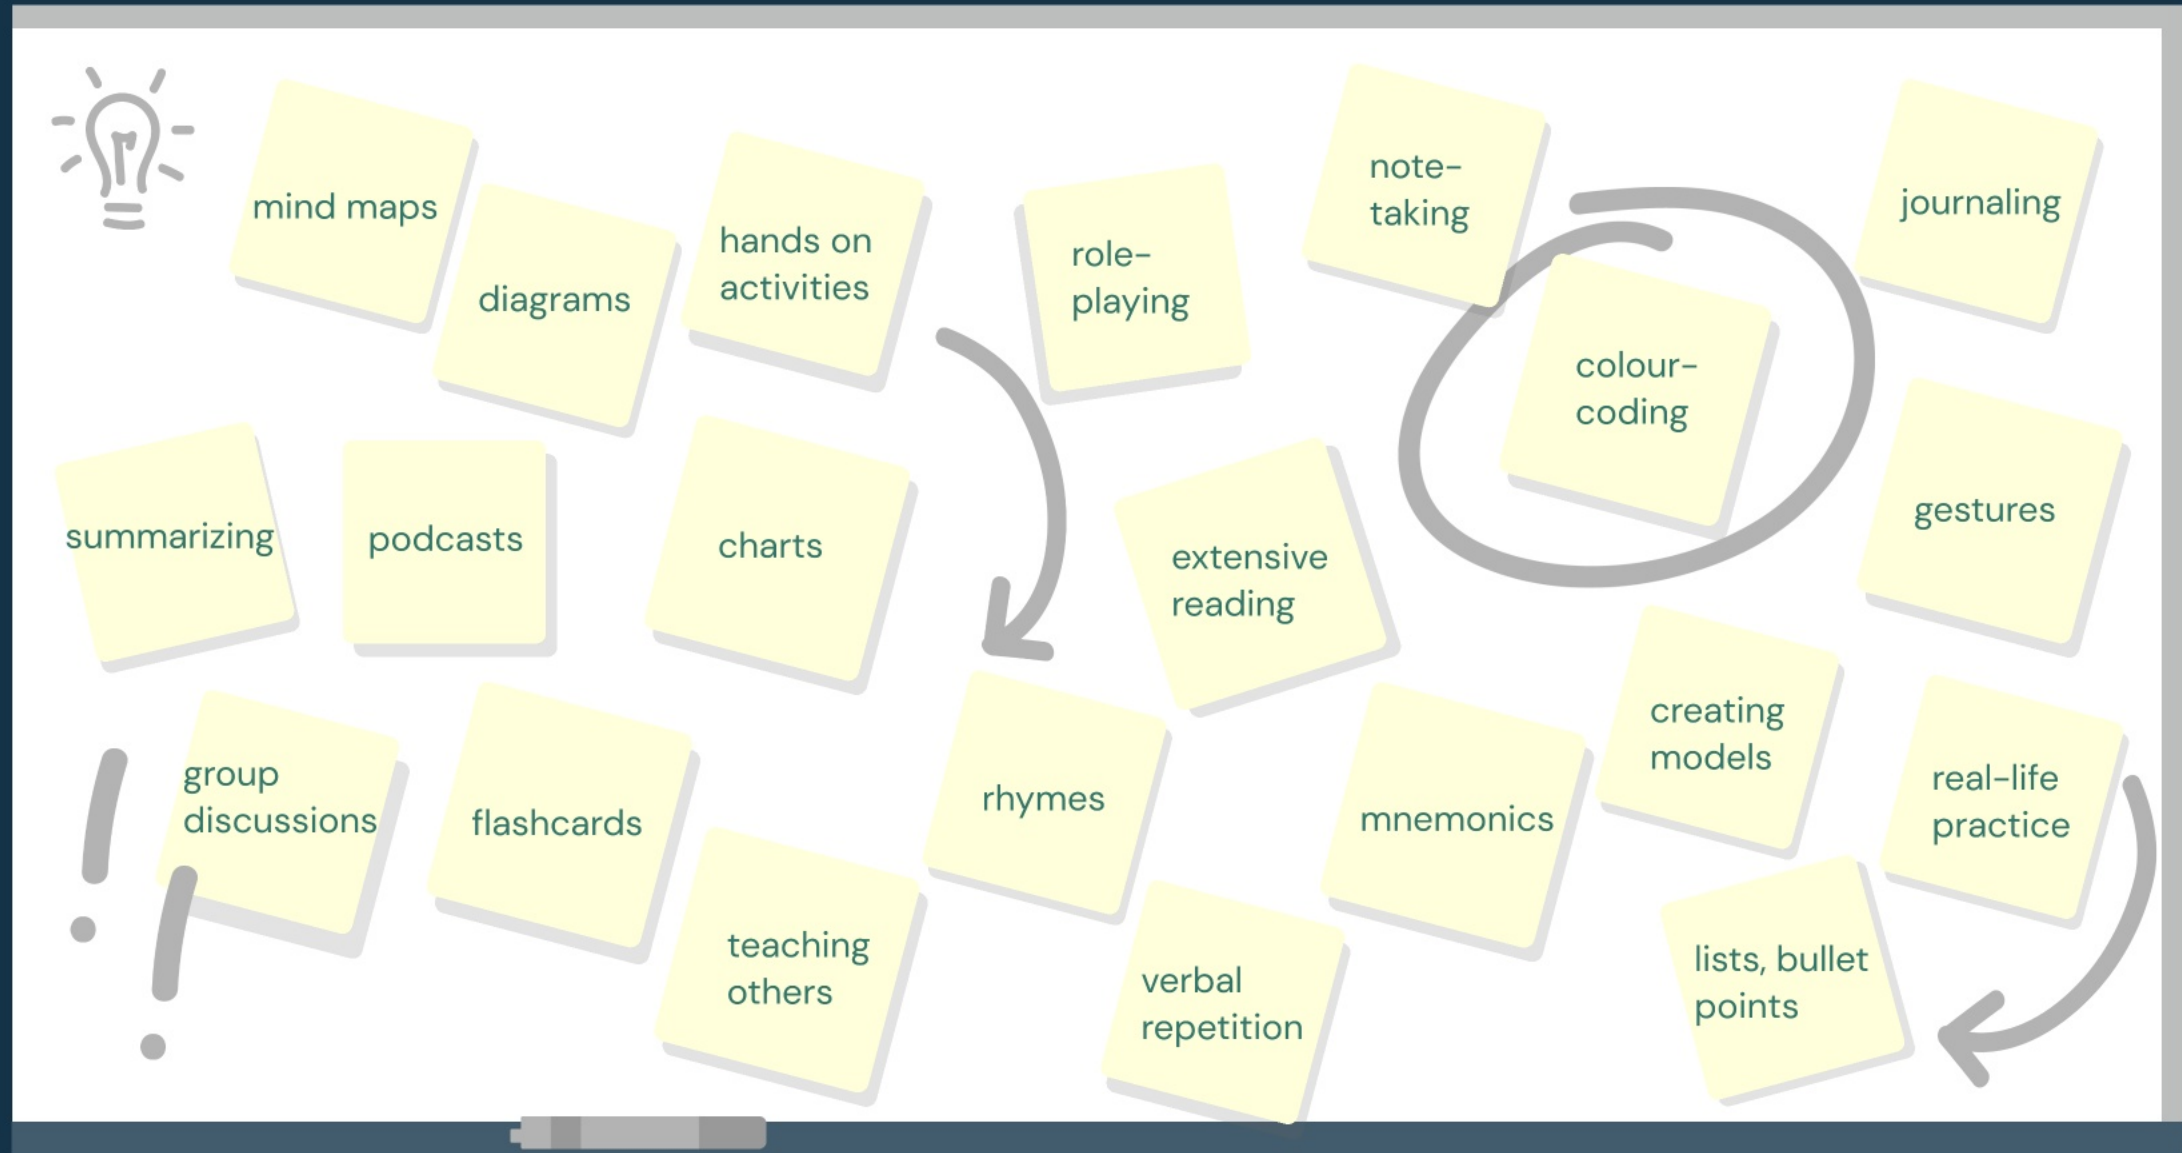 mind maps
diagrams
hands on
activities
role-
playing
note-
taking
journaling
colour-
coding
summarizing
podcasts
charts
extensive
reading
gestures
group
discussions
flashcards
teaching
others
rhymes
verbal
repetition
mnemonics
creating
models
real-life
practice
lists, bullet
points